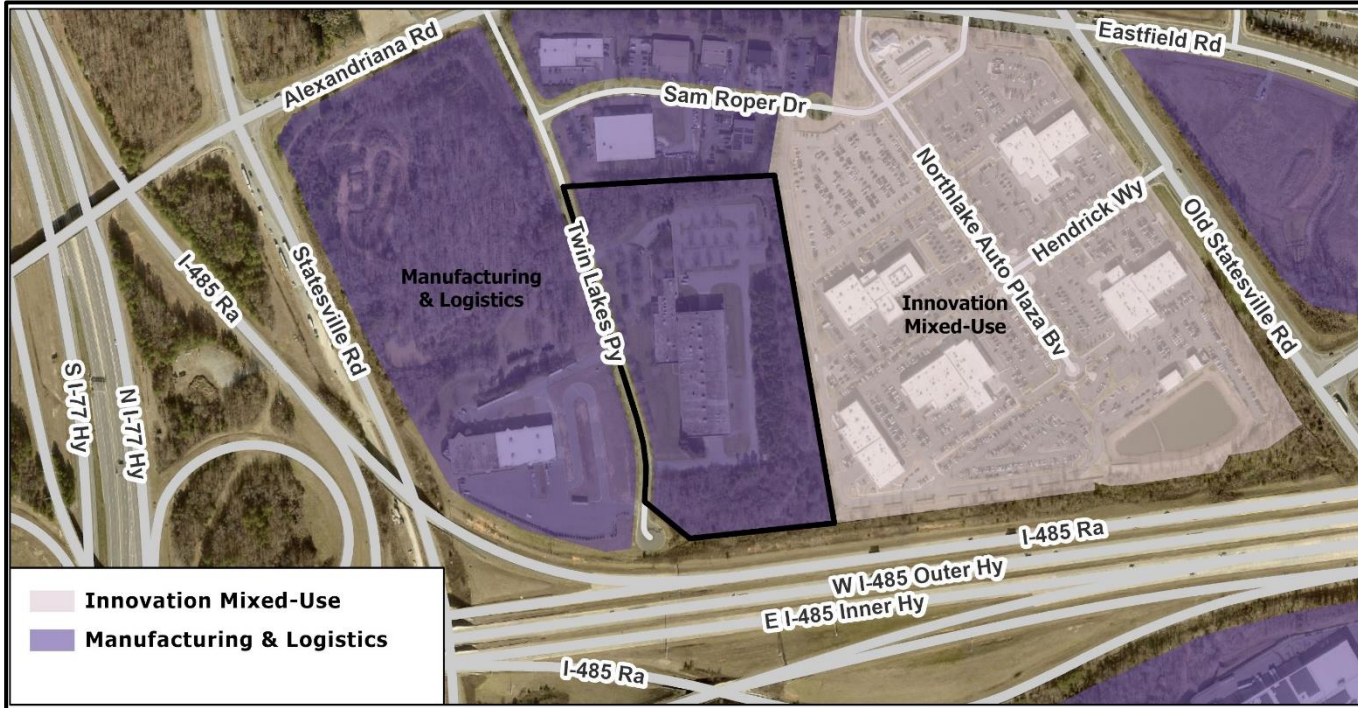 Alexandriana Rd
Eastfield Rd
Sam Roper Dr
Northlake Auto Plaza Bv
Hendrick Wy
Old Statesville Rd
Twin Lakes Py
I-485 Ra
Statesville Rd
Manufacturing
& Logistics
Innovation
Mixed-Use
S I-77 Hy
N I-77 Hy
I-485 Ra
W I-485 Outer Hy
E I-485 Inner Hy
I-485 Ra
Innovation Mixed-Use
Manufacturing & Logistics